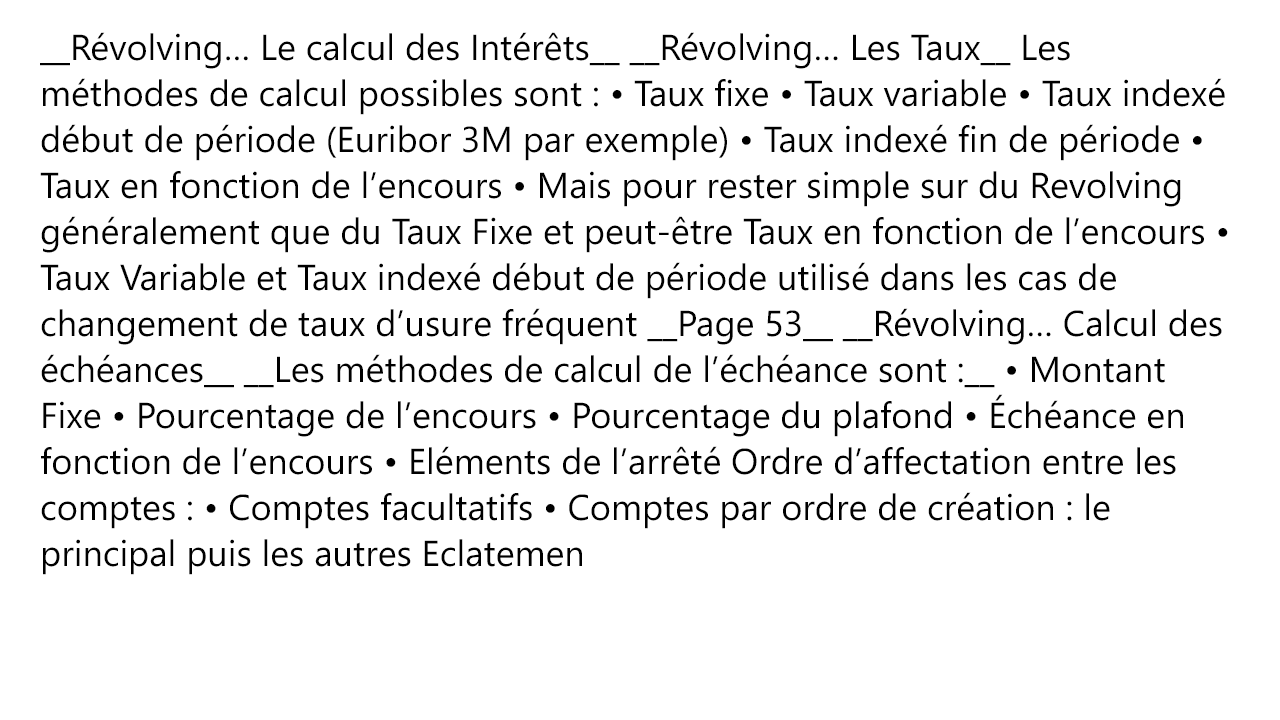 __Révolving… Le calcul des Intérêts__ __Révolving… Les Taux__ Les
méthodes de calcul possibles sont : • Taux fixe • Taux variable • Taux indexé
début de période (Euribor 3M par exemple) • Taux indexé fin de période •
Taux en fonction de l’encours • Mais pour rester simple sur du Revolving
généralement que du Taux Fixe et peut-être Taux en fonction de l’encours •
Taux Variable et Taux indexé début de période utilisé dans les cas de
changement de taux d’usure fréquent __Page 53__ __Révolving… Calcul des
échéances__ __Les méthodes de calcul de l’échéance sont :__ • Montant
Fixe • Pourcentage de l’encours • Pourcentage du plafond • Échéance en
fonction de l’encours • Eléments de l’arrêté Ordre d’affectation entre les
comptes : • Comptes facultatifs • Comptes par ordre de création : le
principal puis les autres Eclatemen